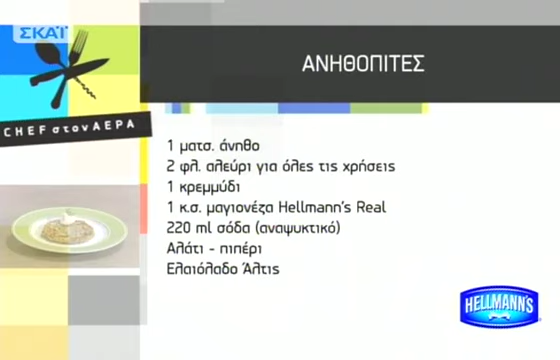 ΣΚΑΪ
CHEF στον ΑΕΡΑ
ΑΝΗΘΟΠΙΤΕΣ
1 ματσ. άνηθο
2 φλ. αλεύρι για όλες τις χρήσεις
1 κρεμμύδι
1 κ.σ. μαγιονέζα Hellmann's Real
220 ml σόδα (αναψυκτικό)
Αλάτι - πιπέρι
Ελαιόλαδο Άλτις
HELLMANN'S